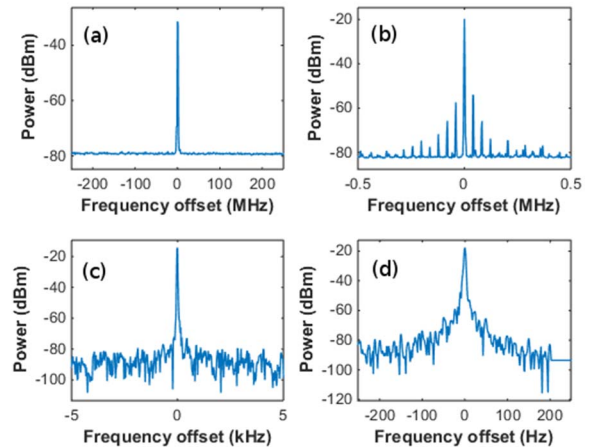 (a)
Power (dBm)
-40
-60
-80
-200 -100 0 100 200
Frequency offset (MHz)
(b)
Power (dBm)
-20
-40
-60
-80
-0.5 0 0.5
Frequency offset (MHz)
(c)
Power (dBm)
-20
-40
-60
-80
-100
-5 0 5
Frequency offset (kHz)
(d)
Power (dBm)
-20
-40
-60
-80
-100
-120
-200 -100 0 100 200
Frequency offset (Hz)